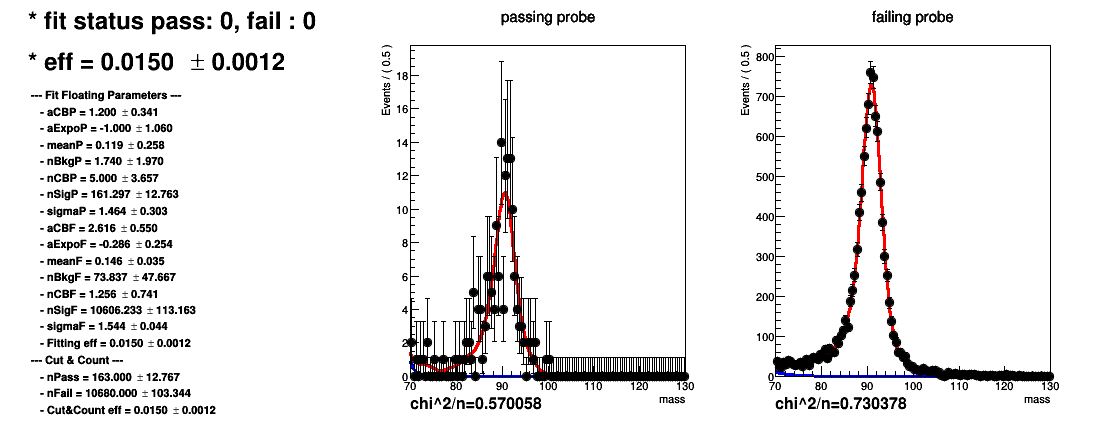 * fit status pass: 0, fail : 0
* eff = 0.0150 ± 0.0012
--- Fit Floating Parameters ---
- aCBP = 1.200 ± 0.341
- aExpoP = -1.000 ± 1.060
- meanP = 0.119 ± 0.258
- nBkgP = 1.740 ± 1.970
- nCBP = 5.000 ± 3.657
- nSigP = 161.297 ± 12.763
- sigmaP = 1.464 ± 0.303
- aCBF = 2.616 ± 0.550
- aExpoF = -0.286 ± 0.254
- meanF = 0.146 ± 0.035
- nBkgF = 73.837 ± 47.667
- nCBF = 1.256 ± 0.741
- nSigF = 10606.233 ± 113.163
- sigmaF = 1.544 ± 0.044
- Fitting eff = 0.0150 ± 0.0012
--- Cut & Count ---
- nPass = 163.000 ± 12.767
- nFail = 10680.000 ± 103.344
- Cut&Count eff = 0.0150 ± 0.0012
passing probe
Events / ( 0.5 )
18
16
14
12
10
8
6
4
2
0
70 80 90 100 110 120 130
mass
chi^2/n=0.570058
failing probe
Events / ( 0.5 )
800
700
600
500
400
300
200
100
0
70 80 90 100 110 120 130
mass
chi^2/n=0.730378